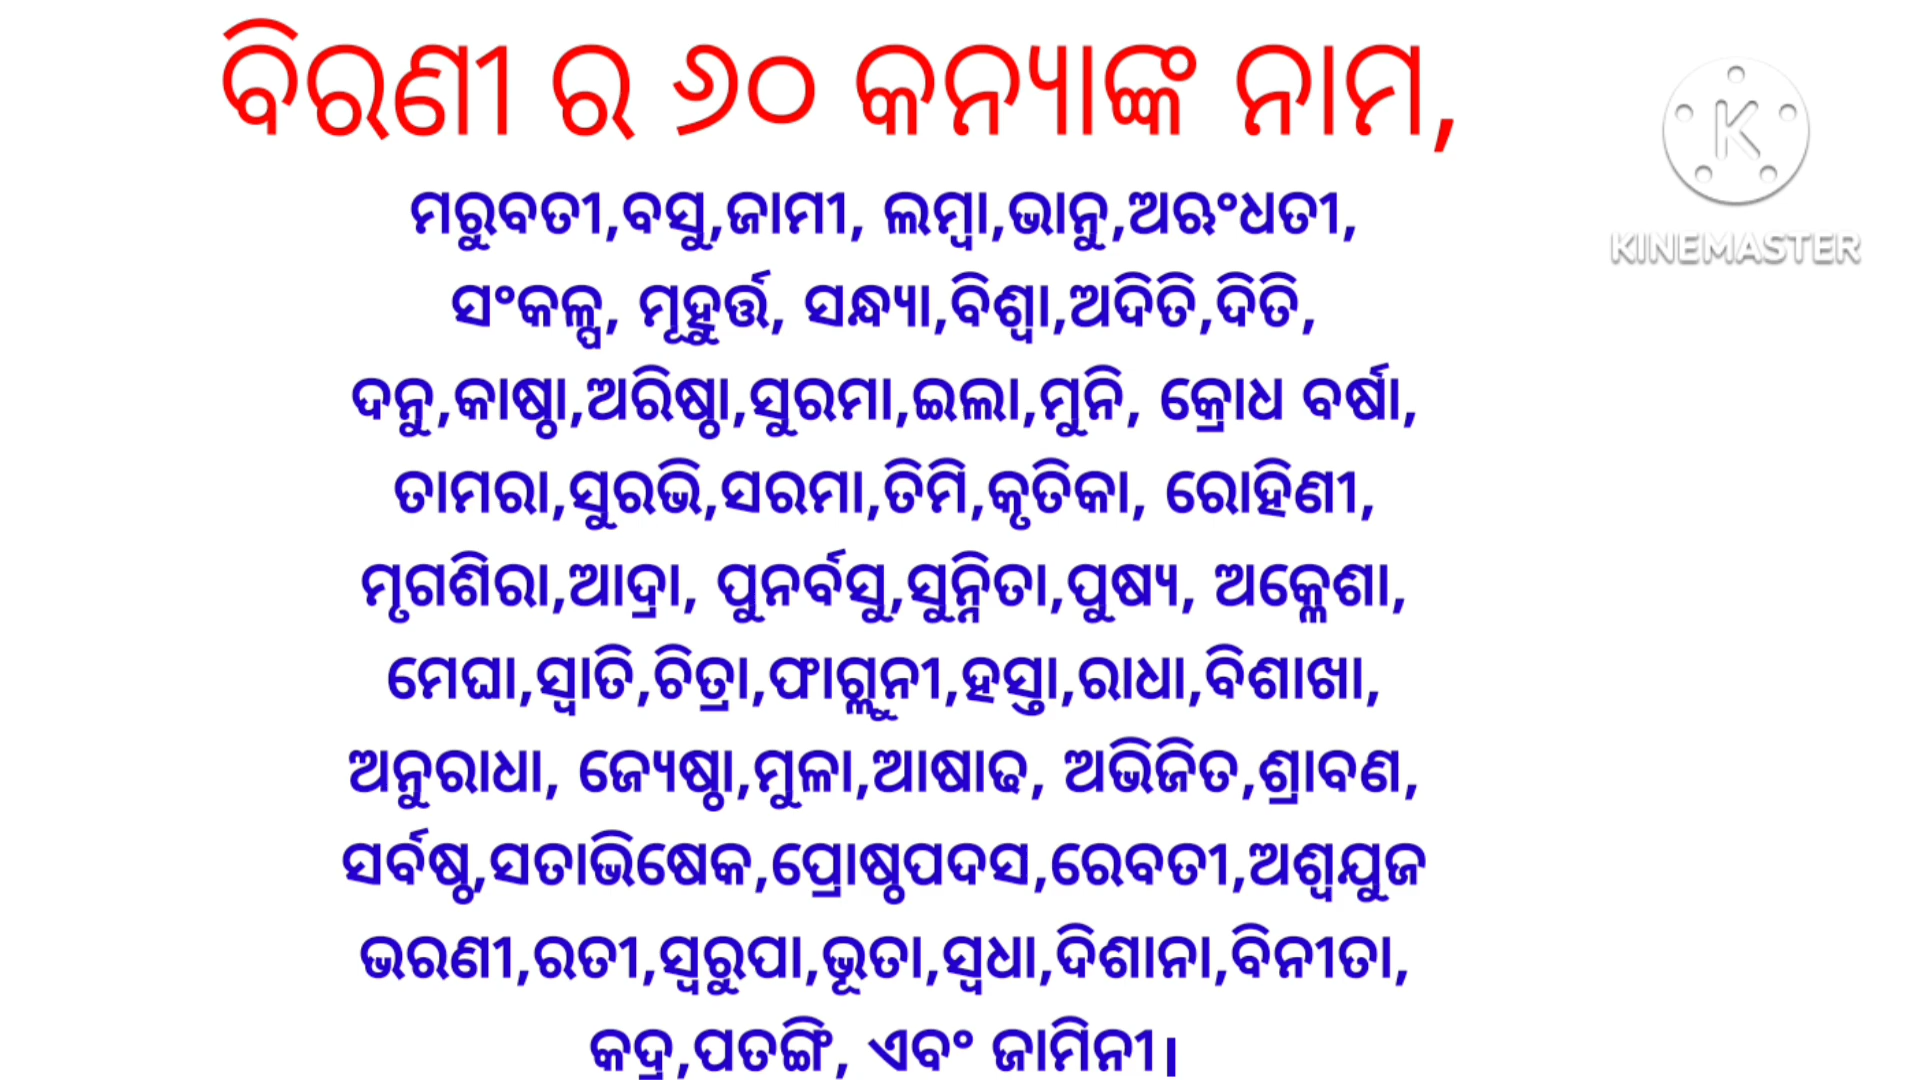 ବିରଣୀ ର ୬୦ କନ୍ୟାଙ୍କ ନାମ,
KINEMASTER
ମରୁବତୀ,ବସୁ,ଜାମୀ, ଲମ୍ବା,ଭାନୁ,ଅରୁଂଧତୀ,
ସଂକଳ୍ପ, ମୂହୁର୍ତ୍ତ, ସନ୍ଧ୍ୟା,ବିଶ୍ବା,ଅଦିତି,ଦିତି,
ଦନୁ,କାଷ୍ଠା,ଅରିଷ୍ଠା,ସୁରମା,ଇଲା,ମୁନି, କ୍ରୋଧ ବର୍ଷା,
ତାମରା,ସୁରଭି,ସରମା,ତିମି,କୃତିକା, ରୋହିଣୀ,
ମୃଗଶିରା,ଆଦ୍ରା, ପୁନର୍ବସୁ,ସୁନ୍ନିତା,ପୁଷ୍ୟ, ଅକ୍ଳେଶା,
ମେଘା,ସ୍ୱାତି,ଚିତ୍ରା,ଫାଗ୍ଲୁନୀ,ହସ୍ତା,ରାଧା,ବିଶାଖା,
ଅନୁରାଧା, ଜ୍ୟେଷ୍ଠା,ମୁଳା,ଆଷାଢ, ଅଭିଜିତ,ଶ୍ରାବଣ,
ସର୍ବଷ୍ଠ,ସତାଭିଷେକ,ପ୍ରୋଷ୍ଠପଦସ,ରେବତୀ,ଅଶ୍ୱଯୁଜ
ଭରଣୀ,ରତୀ,ସ୍ୱରୁପା,ଭୂତା,ସ୍ୱଧା,ଦିଶାନା,ବିନୀତା,
କଦ୍ରୁ,ପତଙ୍ଗି, ଏବଂ ଜାମିନୀ।